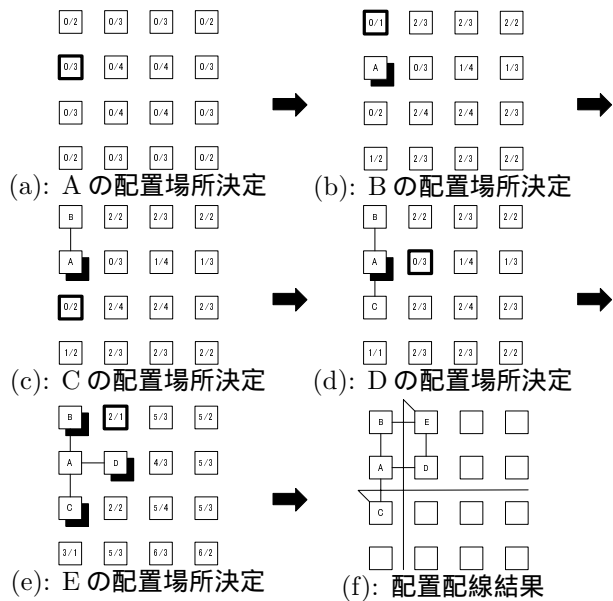 0/2 0/3 0/3 0/2
0/3 0/4 0/4 0/3
0/3 0/4 0/4 0/3
0/2 0/3 0/3 0/2
(a): A の配置場所決定
0/1 2/3 2/3 2/2
A 0/3 1/4 1/3
0/2 2/4 2/4 2/3
1/2 2/3 2/3 2/2
(b): B の配置場所決定
B 2/2 2/3 2/2
A 0/3 1/4 1/3
0/2 2/4 2/4 2/3
1/2 2/3 2/3 2/2
(c): C の配置場所決定
B 2/2 2/3 2/2
A 0/3 1/4 1/3
C 2/3 2/4 2/3
1/1 2/3 2/3 2/2
(d): D の配置場所決定
B 2/1 5/3 5/2
A D 4/3 5/3
C 2/2 5/4 5/3
3/1 5/3 6/3 6/2
(e): E の配置場所決定
B E
A D
C
(f): 配置配線結果